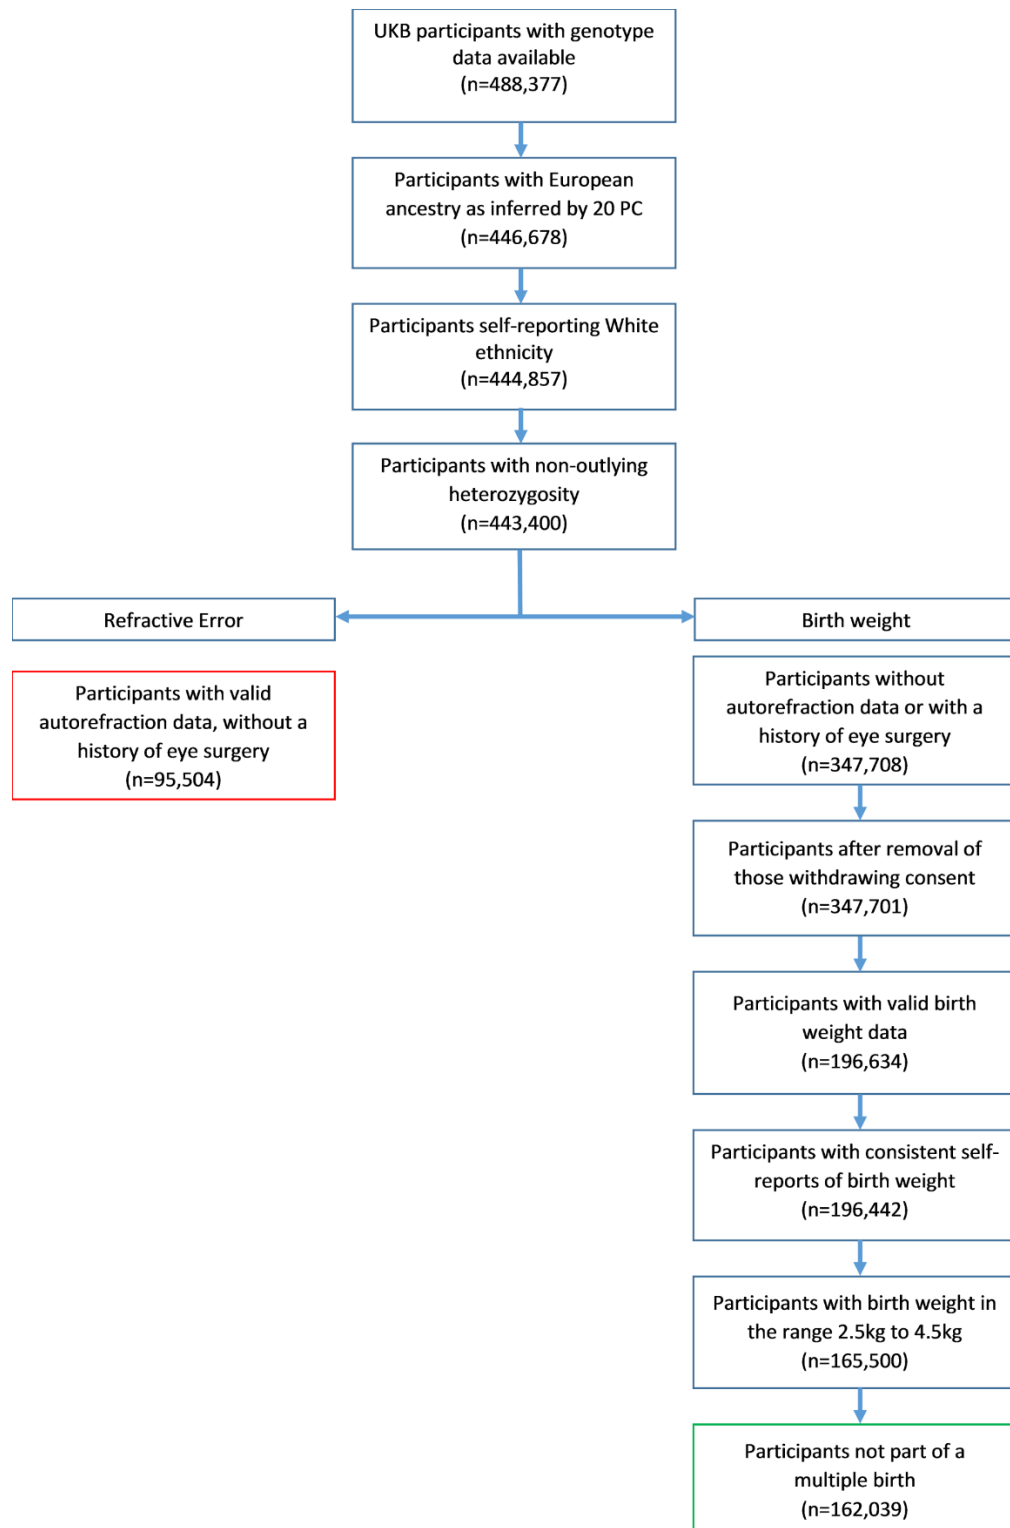 UKB participants with genotype
data available
(n=488,377)
Participants with European
ancestry as inferred by 20 PC
(n=446,678)
Participants self-reporting White
ethnicity
(n=444,857)
Participants with non-outlying
heterozygosity
(n=443,400)
Refractive Error
Participants with valid
autorefraction data, without a
history of eye surgery
(n=95,504)
Birth weight
Participants without
autorefraction data or with a
history of eye surgery
(n=347,708)
Participants after removal of
those withdrawing consent
(n=347,701)
Participants with valid birth
weight data
(n=196,634)
Participants with consistent self-
reports of birth weight
(n=196,442)
Participants with birth weight in
the range 2.5kg to 4.5kg
(n=165,500)
Participants not part of a
multiple birth
(n=162,039)